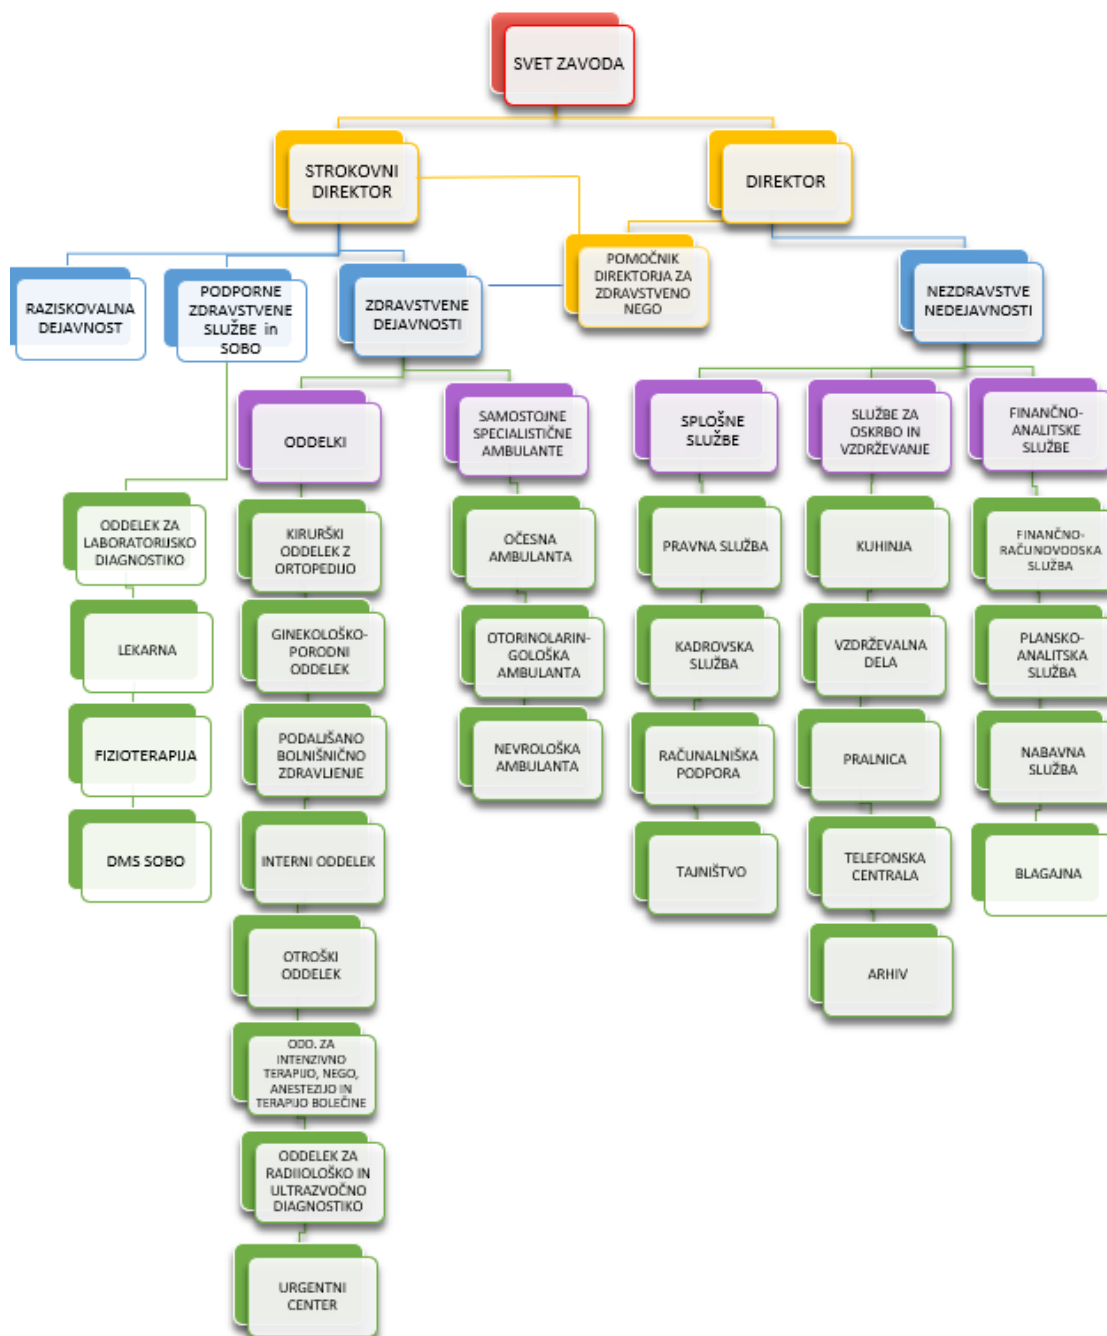 SVET ZAVODA
STROKOVNI
DIREKTOR
DIREKTOR
POMOČNIK
DIREKTORJA ZA
ZDRAVSTVENO
NEGO
RAZISKOVALNA
DEJAVNOST
PODPORNE
ZDRAVSTVENE
SLUŽBE in
SOBO
ZDRAVSTVENE
DEJAVNOSTI
NEZDRAVSTVE
NEDEJAVNOSTI
ODDELKI
SAMOSTOJNE
SPECIALISTIČNE
AMBULANTE
SPLOŠNE
SLUŽBE
SLUŽBE ZA
OSKRBO IN
VZDRŽEVANJE
FINANČNO-
ANALITSKE
SLUŽBE
ODDELEK ZA
LABORATORIJSKO
DIAGNOSTIKO
LEKARNA
FIZIOTERAPIJA
DMS SOBO
KIRURŠKI
ODDELEK Z
ORTOPEDIJO
GINEKOLOŠKO-
PORODNI
ODDELEK
PODALJŠANO
BOLNIŠNIČNO
ZDRAVLJENJE
INTERNI ODDELEK
OTROŠKI
ODDELEK
ODD. ZA
INTENZIVNO
TERAPIJO, NEGO,
ANESTEZIJO IN
TERAPIJO BOLEČINE
ODDELEK ZA
RADIIOLOŠKO IN
ULTRAZVOČNO
DIAGNOSTIKO
URGENTNI
CENTER
OČESNA
AMBULANTA
OTORINOLARIN-
GOLOŠKA
AMBULANTA
NEVROLOŠKA
AMBULANTA
PRAVNA SLUŽBA
KADROVSKA
SLUŽBA
RAČUNALNIŠKA
PODPORA
TAJNIŠTVO
KUHINJA
VZDRŽEVALNA
DELA
PRALNICA
TELEFONSKA
CENTRALA
ARHIV
FINANČNO-
RAČUNOVODSKA
SLUŽBA
PLANSKO-
ANALITSKA
SLUŽBA
NABAVNA
SLUŽBA
BLAGAJNA